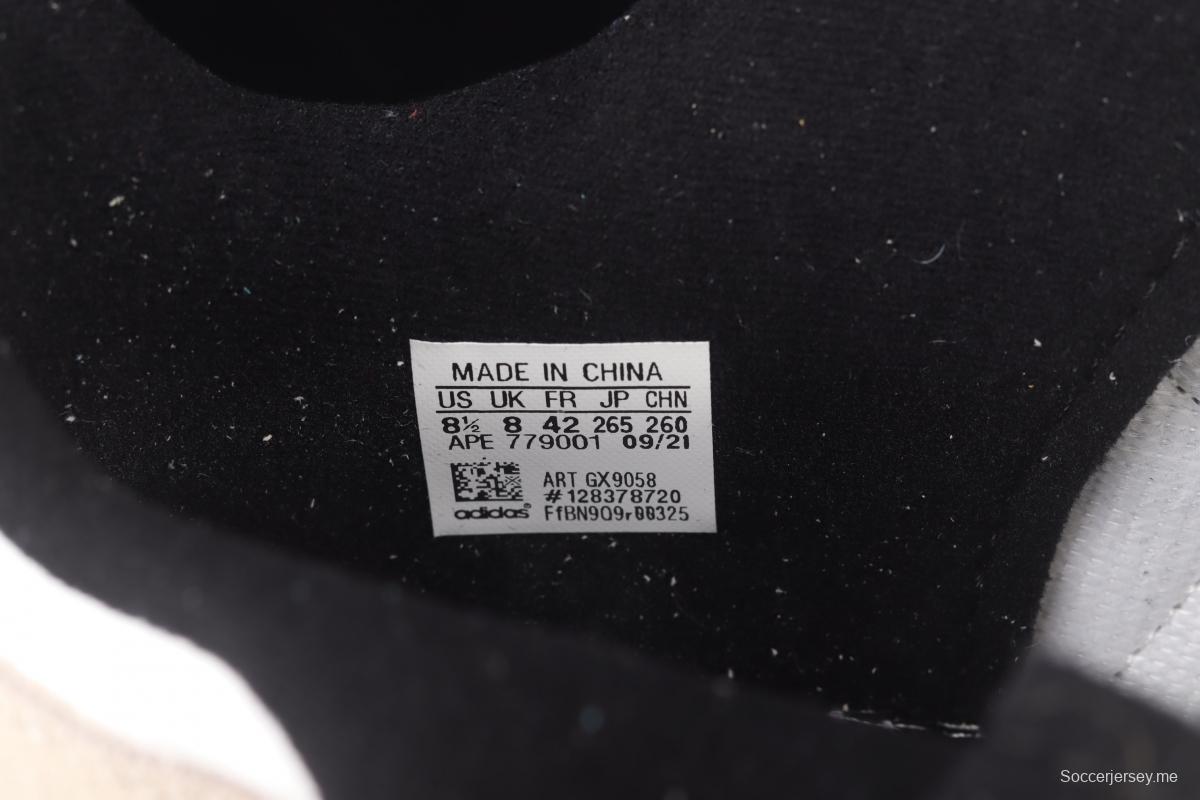 MADE IN CHINA
US UK FR JP CHN
8½ 8 42 265 260
APE 779001 09/21
ART GX9058
#128378720
adidas® FfBN9Q9r00325
Soccerjersey.me